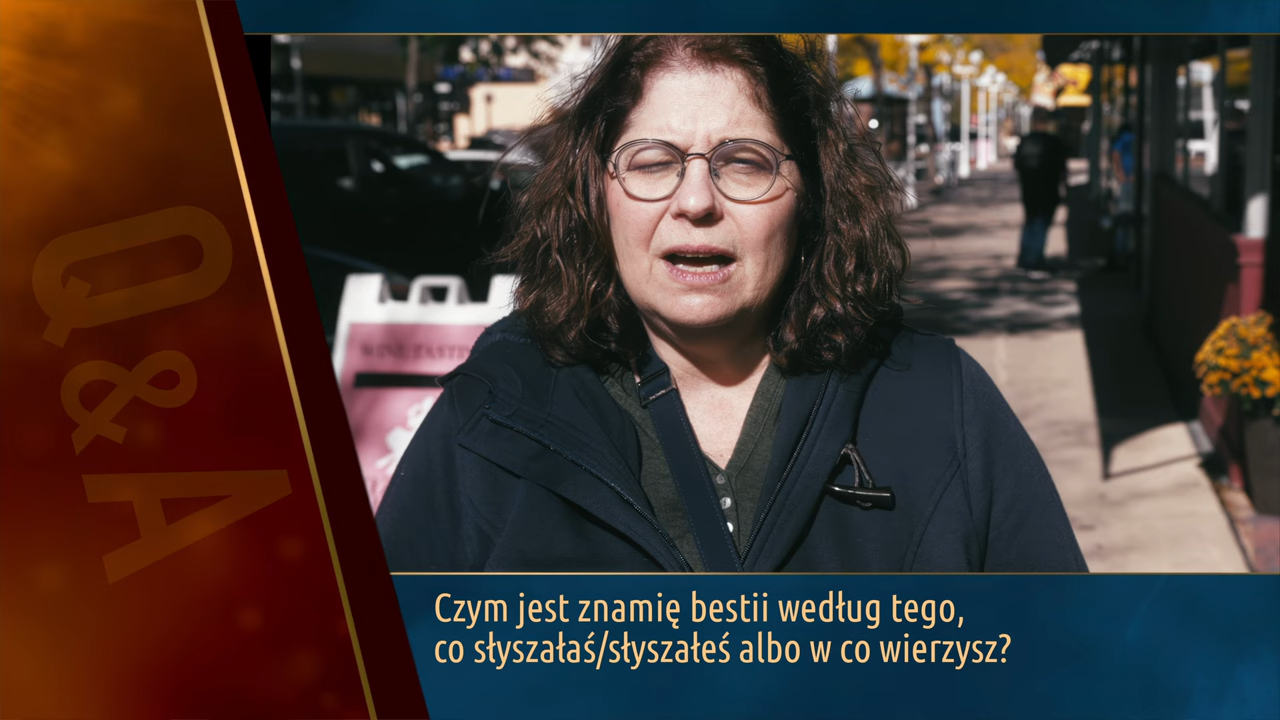 Q&A
Czym jest znamię bestii według tego,
co słyszałaś/słyszałeś albo w co wierzysz?